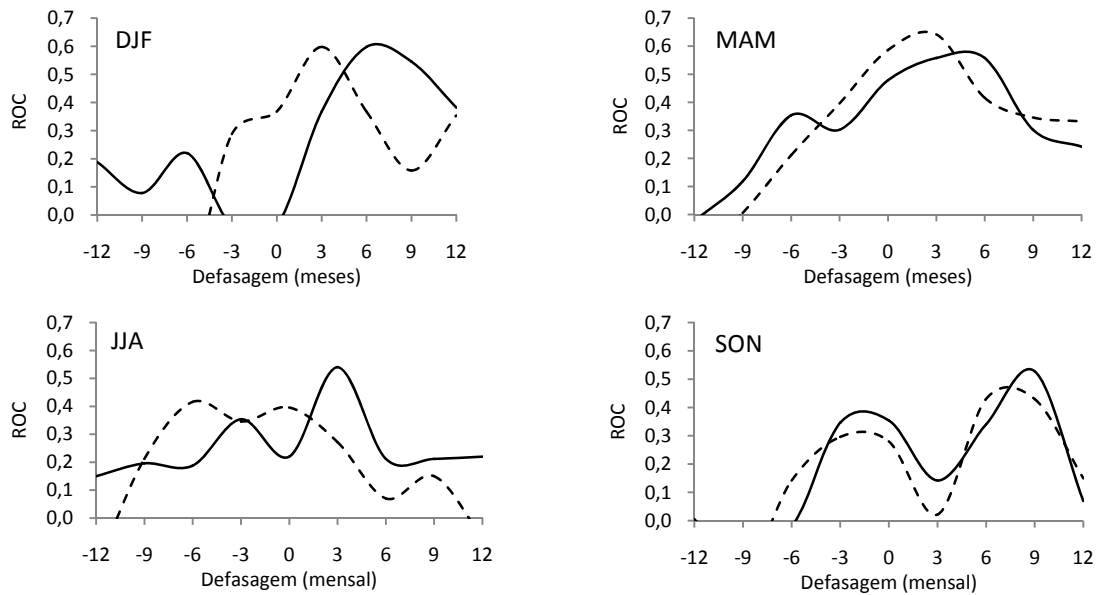 DJF
ROC
0,7
0,6
0,5
0,4
0,3
0,2
0,1
0,0
-12 -9 -6 -3 0 3 6 9 12
Defasagem (meses)
MAM
ROC
0,7
0,6
0,5
0,4
0,3
0,2
0,1
0,0
-12 -9 -6 -3 0 3 6 9 12
Defasagem (meses)
JJA
ROC
0,7
0,6
0,5
0,4
0,3
0,2
0,1
0,0
-12 -9 -6 -3 0 3 6 9 12
Defasagem (mensal)
SON
ROC
0,7
0,6
0,5
0,4
0,3
0,2
0,1
0,0
-12 -9 -6 -3 0 3 6 9 12
Defasagem (mensal)